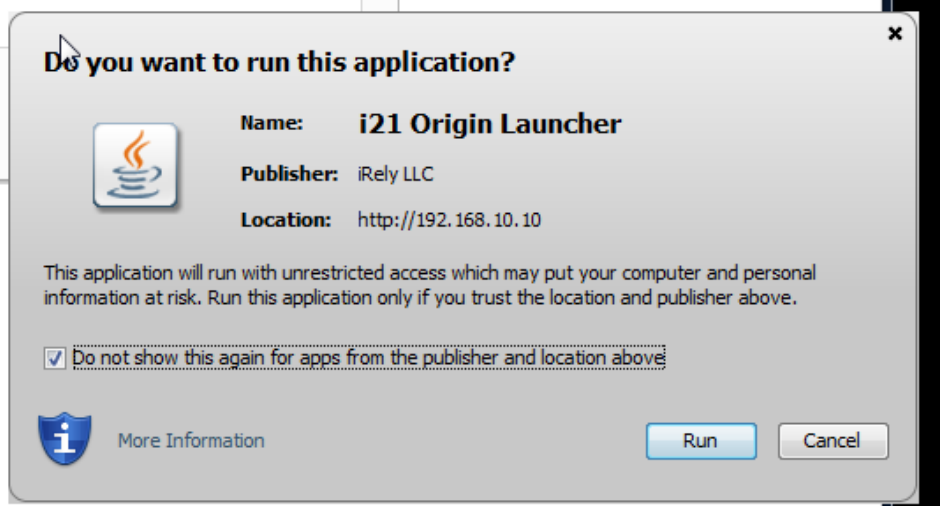 Do you want to run this application?
Name: i21 Origin Launcher
Publisher: iRely LLC
Location: http://192.168.10.10
This application will run with unrestricted access which may put your computer and personal
information at risk. Run this application only if you trust the location and publisher above.
Do not show this again for apps from the publisher and location above
More Information
Run
Cancel